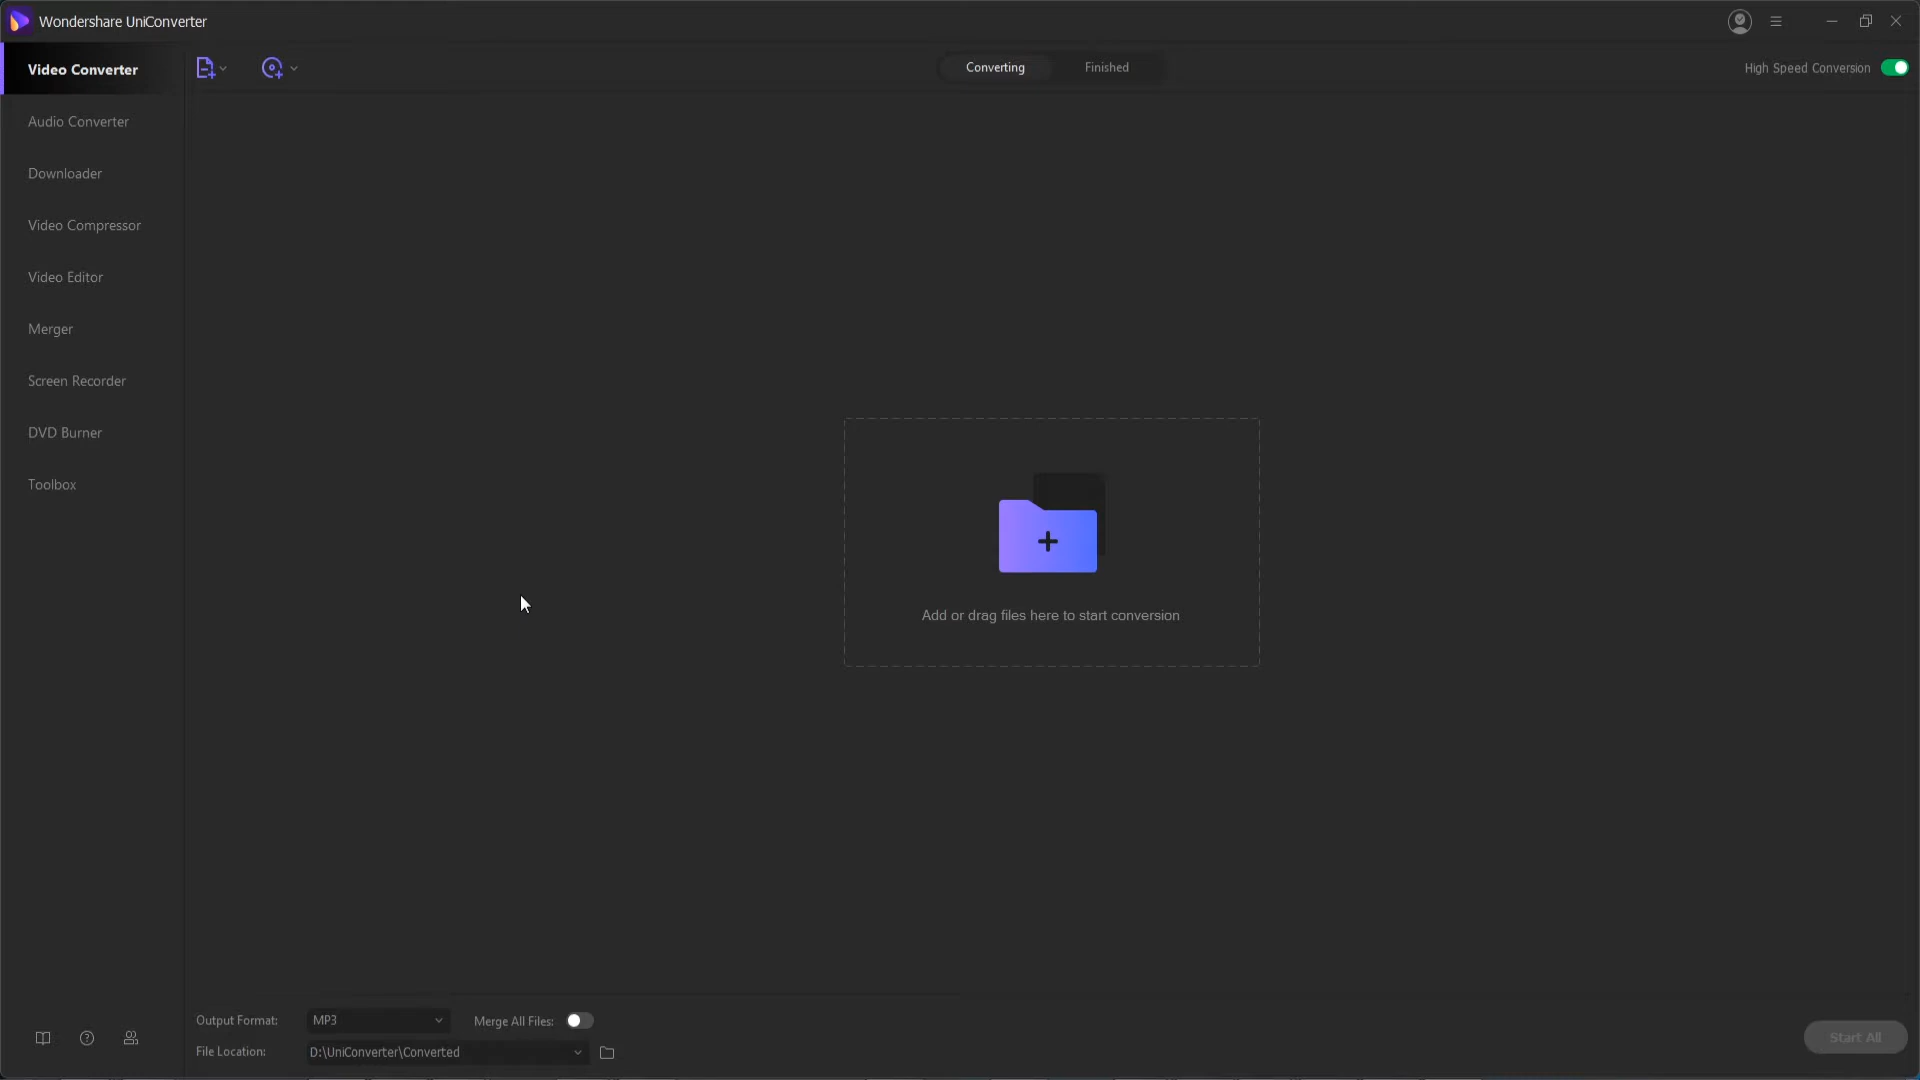 Wondershare UniConverter
Video Converter
Converting
Finished
High Speed Conversion
Audio Converter
Downloader
Video Compressor
Video Editor
Merger
Screen Recorder
DVD Burner
Toolbox
Add or drag files here to start conversion
Output Format:
MP3
Merge All Files:
File Location:
D:\UniConverter\Converted
Start All